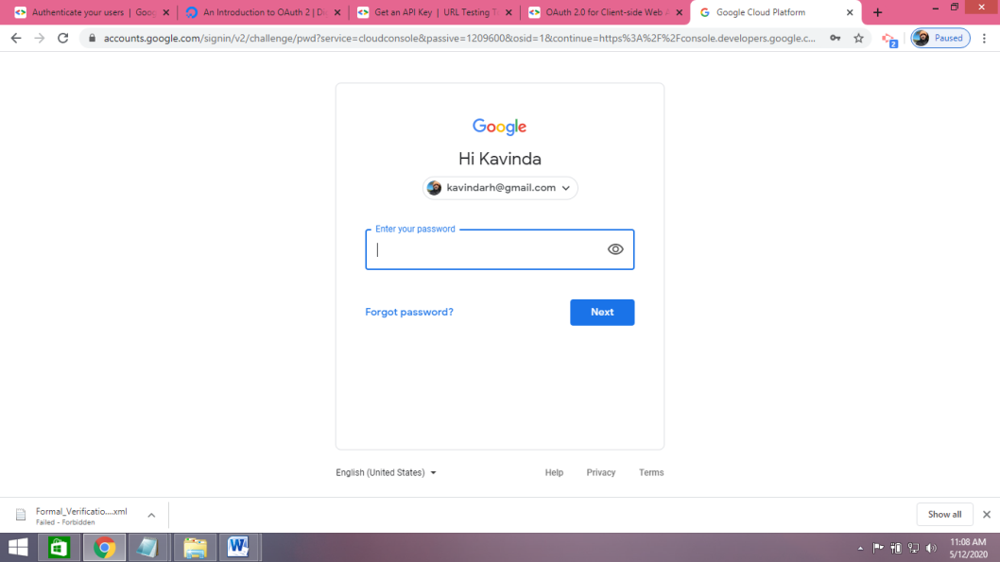 Authenticate your users | Goog
An Introduction to OAuth 2 | Di
Get an API Key | URL Testing T
OAuth 2.0 for Client-side Web A
Google Cloud Platform
accounts.google.com/signin/v2/challenge/pwd?service=cloudconsole&passive=1209600&osid=1&continue=https%3A%2F%2Fconsole.developers.google.c...
2
Paused
Google
Hi Kavinda
kavindarh@gmail.com
Enter your password
Forgot password?
Next
English (United States)
Help
Privacy
Terms
Formal_Verificatio....xml
Failed - Forbidden
Show all
11:08 AM
5/12/2020